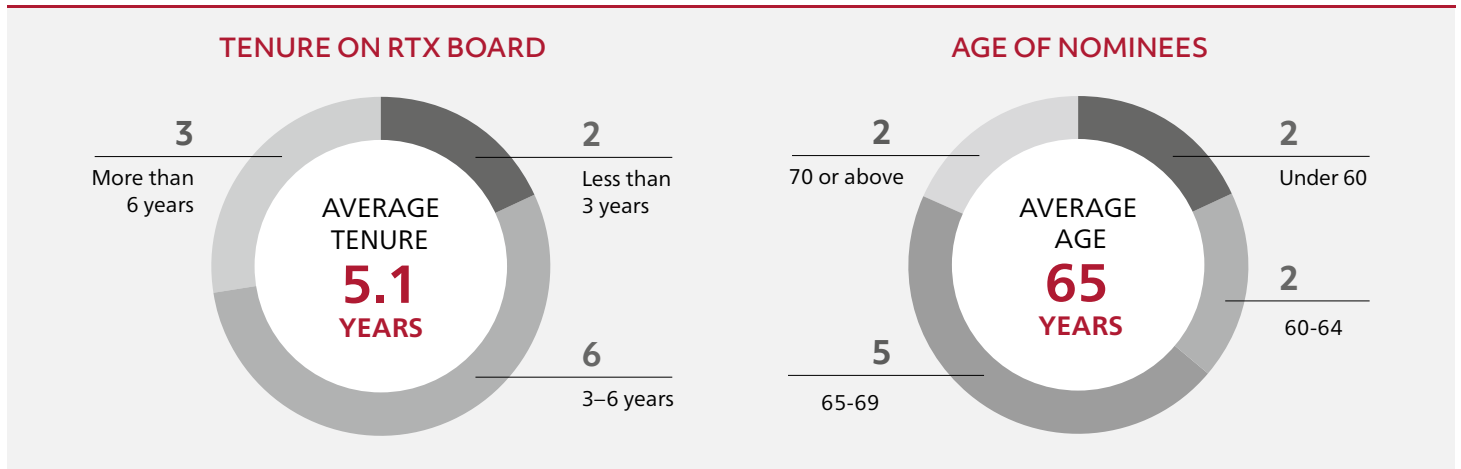 TENURE ON RTX BOARD
3
More than
6 years
2
Less than
3 years
AVERAGE
TENURE
5.1
YEARS
6
3–6 years
AGE OF NOMINEES
2
70 or above
2
Under 60
AVERAGE
AGE
65
YEARS
2
60-64
5
65-69